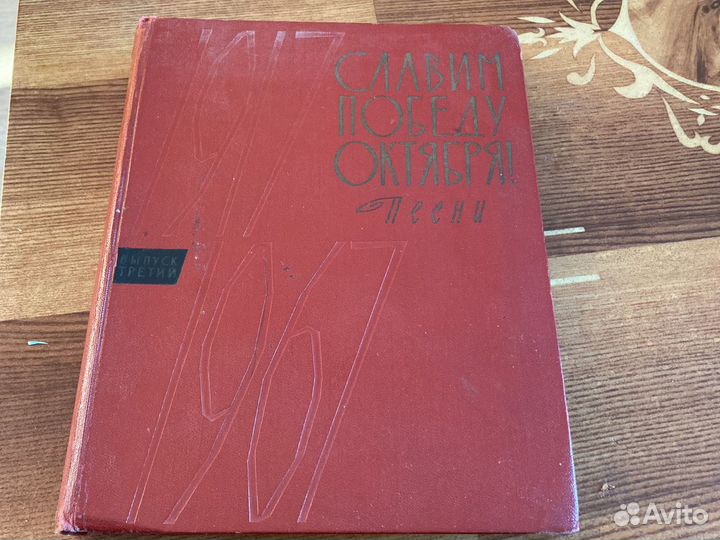 1917
СЛАВИМ
ПОБЕДУ
ОКТЯБРЯ!
Песни
ВЫПУСК
ТРЕТИЙ
1967
Avito